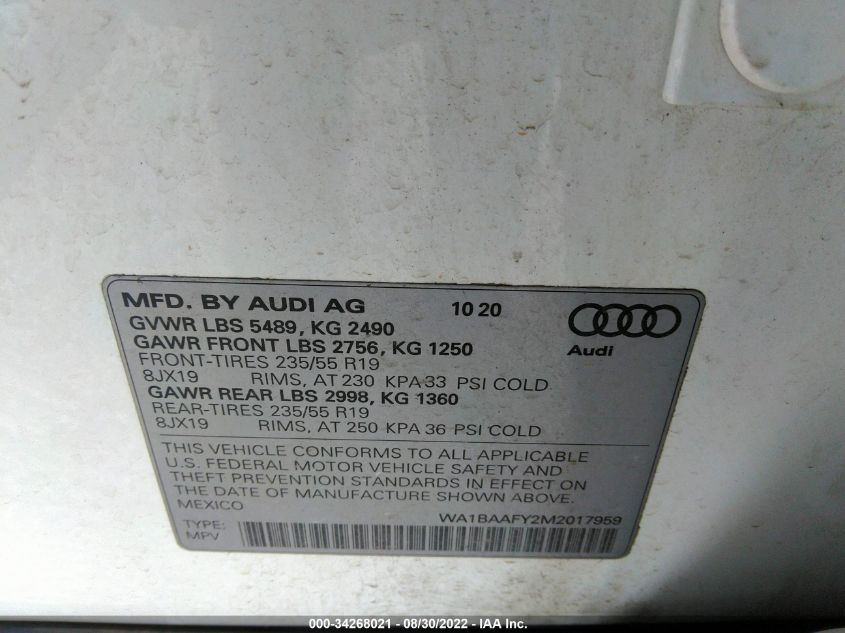 MFD. BY AUDI AG 10 20
GVWR LBS 5489, KG 2490
GAWR FRONT LBS 2756, KG 1250
Audi
FRONT-TIRES 235/55 R19
8JX19 RIMS, AT 230 KPA 33 PSI COLD
GAWR REAR LBS 2998, KG 1360
REAR-TIRES 235/55 R19
8JX19 RIMS, AT 250 KPA 36 PSI COLD
THIS VEHICLE CONFORMS TO ALL APPLICABLE
U.S. FEDERAL MOTOR VEHICLE SAFETY AND
THEFT PREVENTION STANDARDS IN EFFECT ON
THE DATE OF MANUFACTURE SHOWN ABOVE.
MEXICO
WA1BAAFY2M2017959
TYPE:
MPV
000-34268021 - 08/30/2022 - IAA Inc.